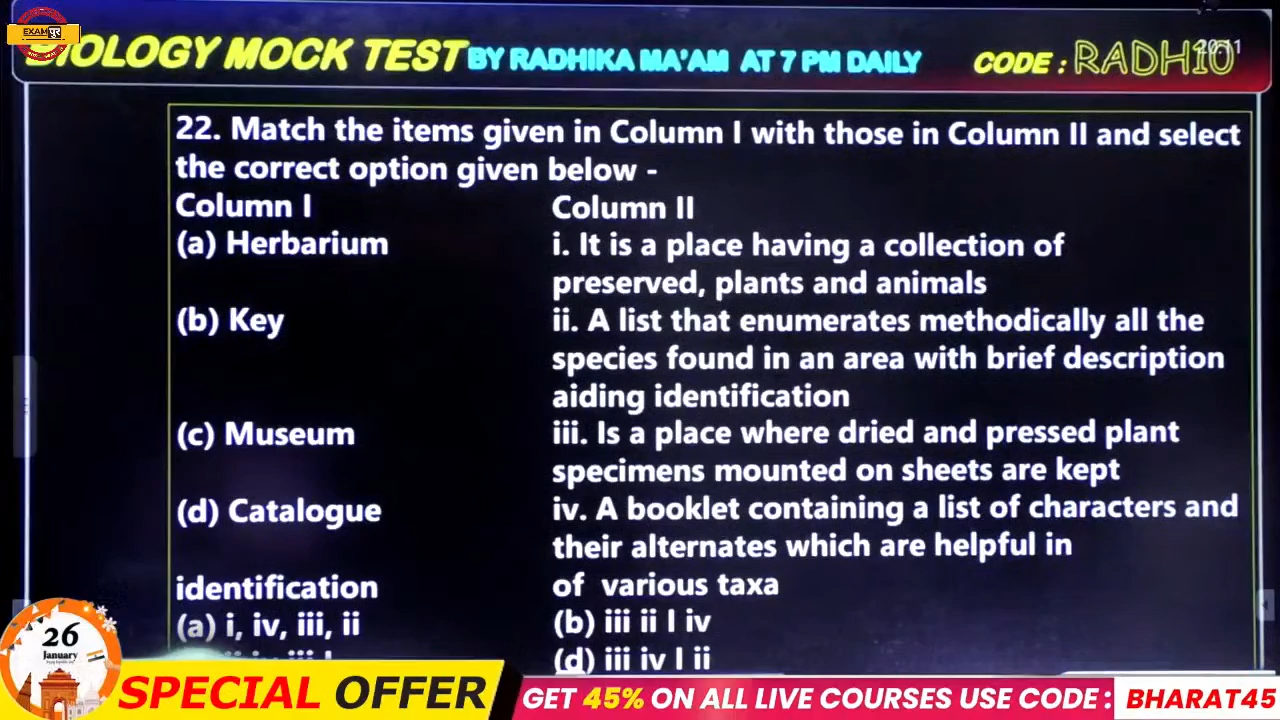 EXAM पुर
BIOLOGY MOCK TEST BY RADHIKA MA'AM AT 7 PM DAILY CODE : RADH10
20:11
22. Match the items given in Column I with those in Column II and select
the correct option given below -
Column I Column II
(a) Herbarium i. It is a place having a collection of
preserved, plants and animals
(b) Key ii. A list that enumerates methodically all the
species found in an area with brief description
aiding identification
(c) Museum iii. Is a place where dried and pressed plant
specimens mounted on sheets are kept
(d) Catalogue iv. A booklet containing a list of characters and
their alternates which are helpful in
identification of various taxa
(a) i, iv, iii, ii (b) iii ii l iv
(d) iii iv l ii
26
January
SPECIAL OFFER
GET 45% ON ALL LIVE COURSES USE CODE : BHARAT45